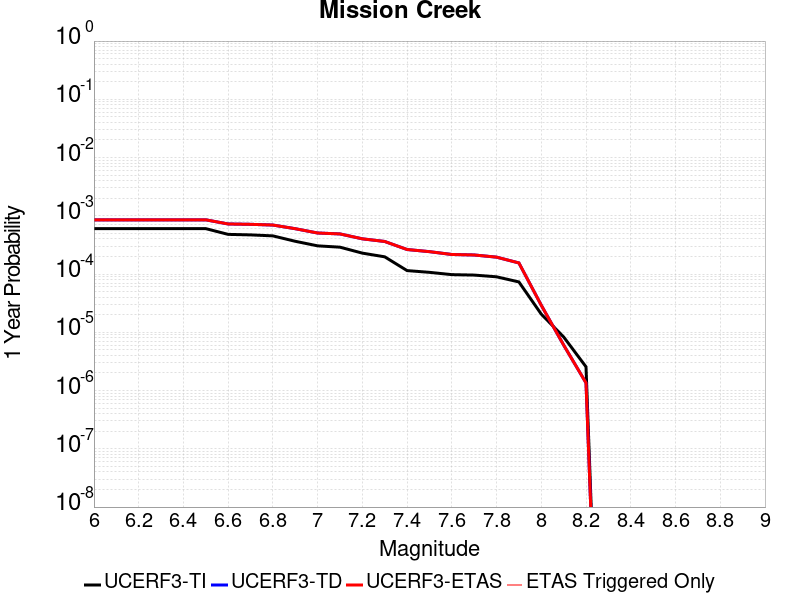 Mission Creek
10^0
10^-1
10^-2
10^-3
10^-4
10^-5
10^-6
10^-7
10^-8
1 Year Probability
6 6.2 6.4 6.6 6.8 7 7.2 7.4 7.6 7.8 8 8.2 8.4 8.6 8.8 9
Magnitude
UCERF3-TI UCERF3-TD UCERF3-ETAS ETAS Triggered Only